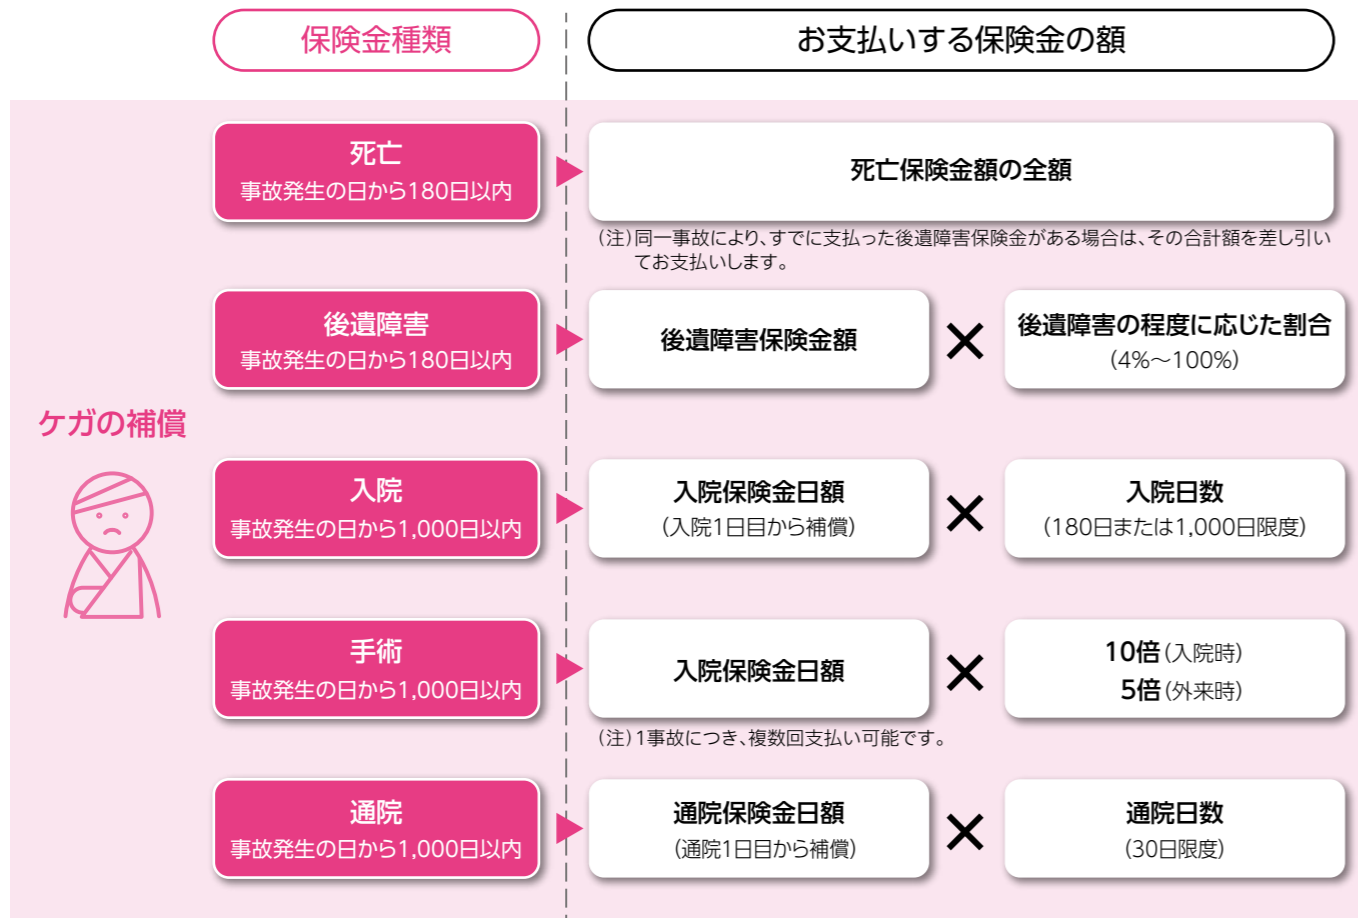 保険金種類
お支払いする保険金の額
ケガの補償
死亡
事故発生の日から180日以内
死亡保険金額の全額
(注)同一事故により、すでに支払った後遺障害保険金がある場合は、その合計額を差し引い
てお支払いします。
後遺障害
事故発生の日から180日以内
後遺障害保険金額
×
後遺障害の程度に応じた割合
(4%〜100%)
入院
事故発生の日から1,000日以内
入院保険金日額
(入院1日目から補償)
×
入院日数
(180日または1,000日限度)
手術
事故発生の日から1,000日以内
入院保険金日額
×
10倍(入院時)
5倍(外来時)
(注)1事故につき、複数回支払い可能です。
通院
事故発生の日から1,000日以内
通院保険金日額
(通院1日目から補償)
×
通院日数
(30日限度)